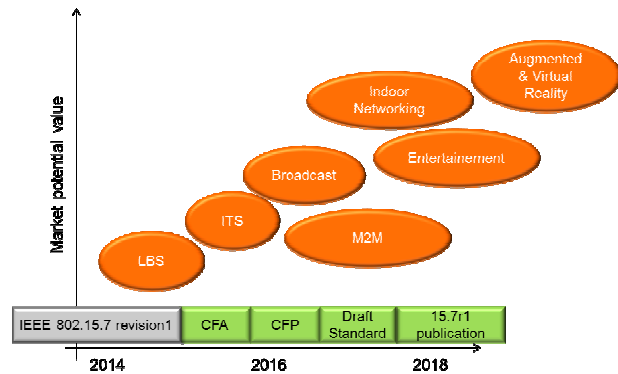 Market potential value
Augmented
& Virtual
Reality
Indoor
Networking
Entertainement
Broadcast
ITS
M2M
LBS
IEEE 802.15.7 revision1
CFA
CFP
Draft
Standard
15.7r1
publication
2014
2016
2018